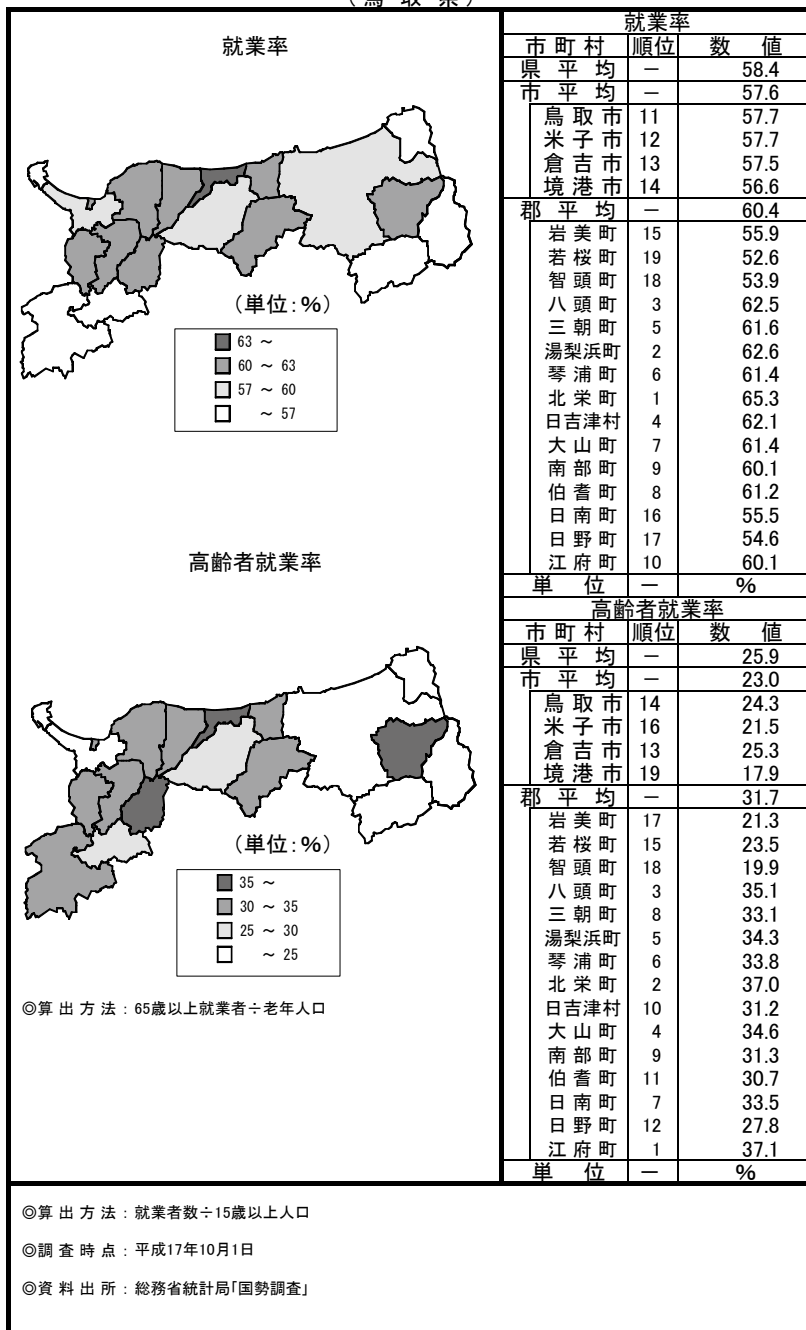 (鳥取県)
就業率
(単位:%)
63 ～
60 ～ 63
57 ～ 60
～ 57
就業率
市町村 順位 数値
県平均 － 58.4
市平均 － 57.6
鳥取市 11 57.7
米子市 12 57.7
倉吉市 13 57.5
境港市 14 56.6
郡平均 － 60.4
岩美町 15 55.9
若桜町 19 52.6
智頭町 18 53.9
八頭町 3 62.5
三朝町 5 61.6
湯梨浜町 2 62.6
琴浦町 6 61.4
北栄町 1 65.3
日吉津村 4 62.1
大山町 7 61.4
南部町 9 60.1
伯耆町 8 61.2
日南町 16 55.5
日野町 17 54.6
江府町 10 60.1
単位 － %
高齢者就業率
(単位:%)
35 ～
30 ～ 35
25 ～ 30
～ 25
◎算出方法：65歳以上就業者÷老年人口
高齢者就業率
市町村 順位 数値
県平均 － 25.9
市平均 － 23.0
鳥取市 14 24.3
米子市 16 21.5
倉吉市 13 25.3
境港市 19 17.9
郡平均 － 31.7
岩美町 17 21.3
若桜町 15 23.5
智頭町 18 19.9
八頭町 3 35.1
三朝町 8 33.1
湯梨浜町 5 34.3
琴浦町 6 33.8
北栄町 2 37.0
日吉津村 10 31.2
大山町 4 34.6
南部町 9 31.3
伯耆町 11 30.7
日南町 7 33.5
日野町 12 27.8
江府町 1 37.1
単位 － %
◎算出方法：就業者数÷15歳以上人口
◎調査時点：平成17年10月1日
◎資料出所：総務省統計局「国勢調査」